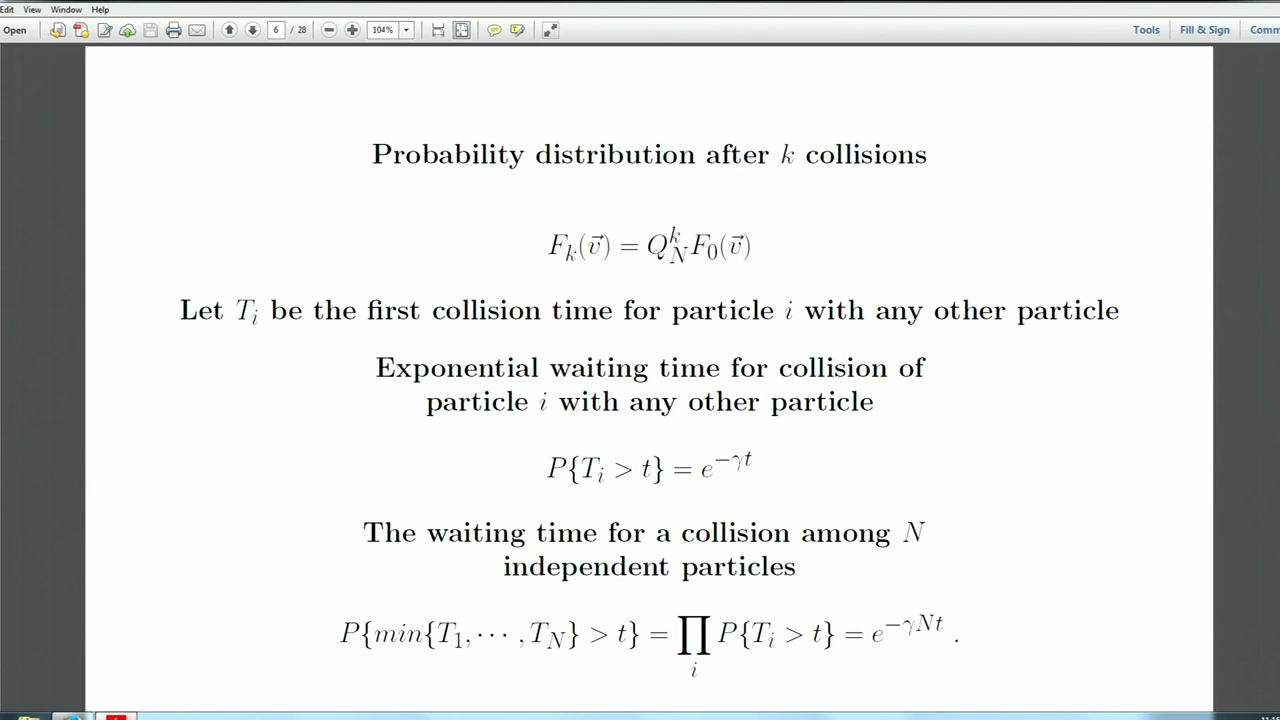 Edit View Window Help
Open 6 / 28 104% Tools Fill & Sign
Probability distribution after k collisions
F_k(\vec{v}) = Q_N^k F_0(\vec{v})
Let T_i be the first collision time for particle i with any other particle
Exponential waiting time for collision of
particle i with any other particle
P{T_i > t} = e^{-γt}
The waiting time for a collision among N
independent particles
P{min{T_1, ⋯ , T_N} > t} = ∏_i P{T_i > t} = e^{-γNt} .